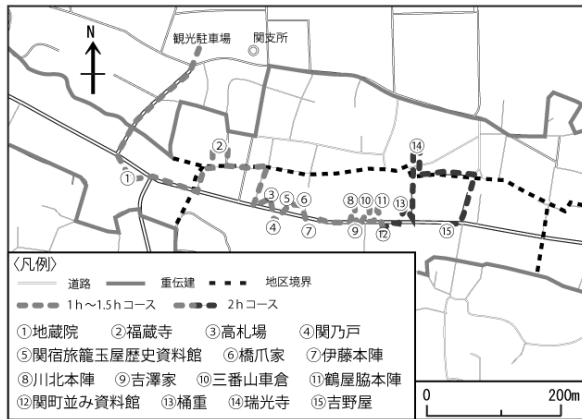 N
観光駐車場
関支所
②
⑭
①
③
⑤
⑥
⑧
⑩
⑪
⑬
④
⑦
⑨
⑫
⑮
〈凡例〉
道路 重伝建 地区境界
1h～1.5hコース 2hコース
①地蔵院 ②福蔵寺 ③高札場 ④関乃戸
⑤関宿旅籠玉屋歴史資料館 ⑥橋爪家 ⑦伊藤本陣
⑧川北本陣 ⑨吉澤家 ⑩三番山車倉 ⑪鶴屋脇本陣
⑫関町並み資料館 ⑬桶重 ⑭瑞光寺 ⑮吉野屋
0 200m